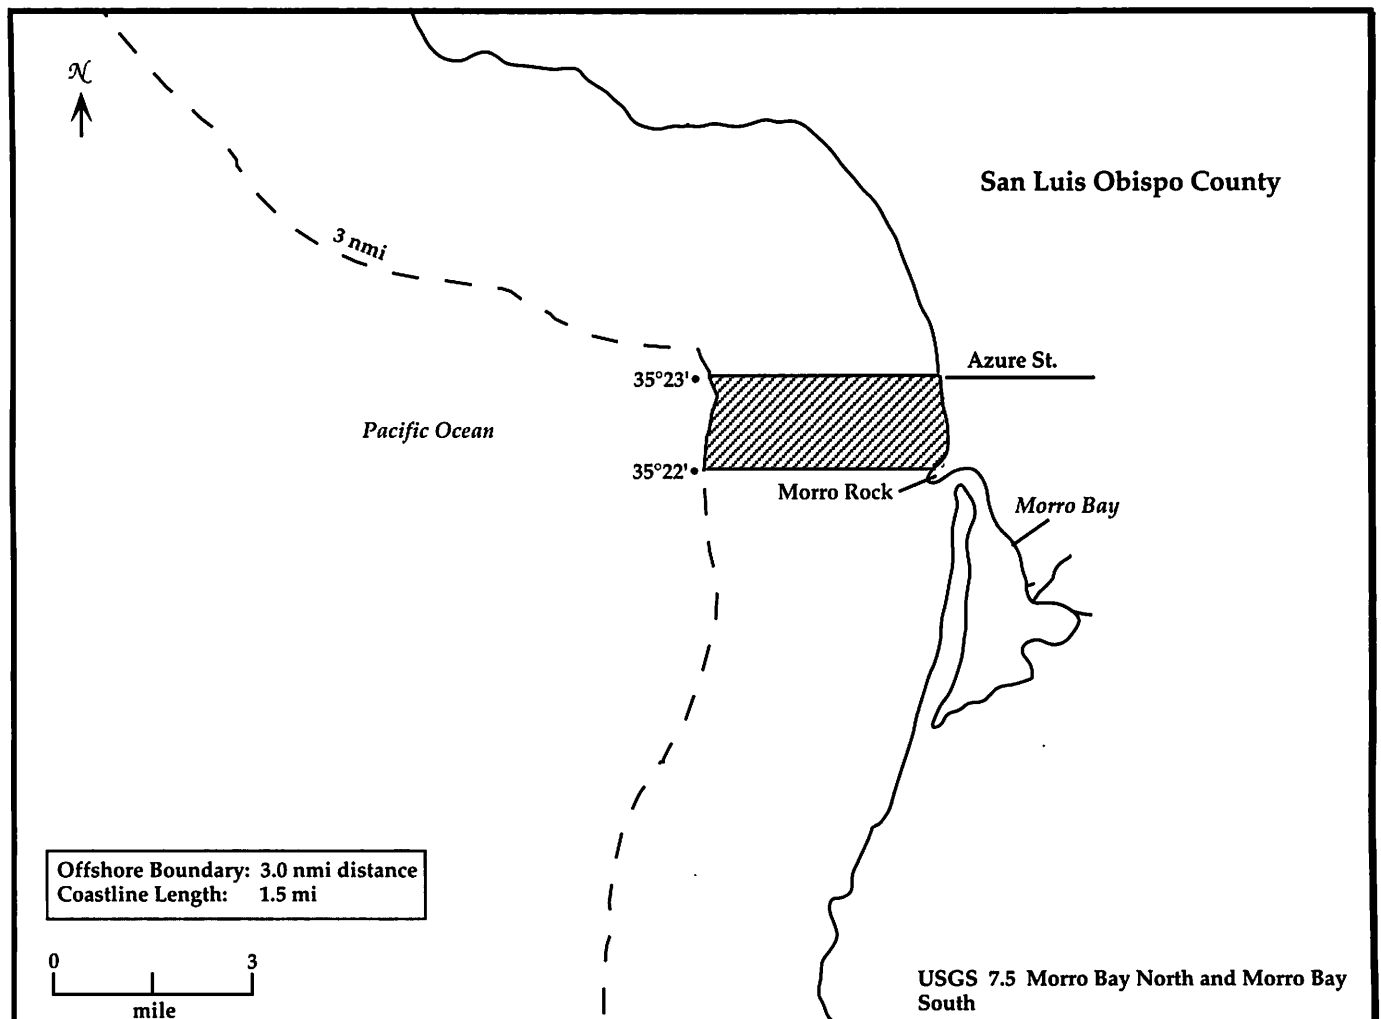 N
San Luis Obispo County
3 nmi
Azure St.
35°23'
Pacific Ocean
35°22'
Morro Rock
Morro Bay
Offshore Boundary: 3.0 nmi distance
Coastline Length: 1.5 mi
0 3
mile
USGS 7.5 Morro Bay North and Morro Bay
South